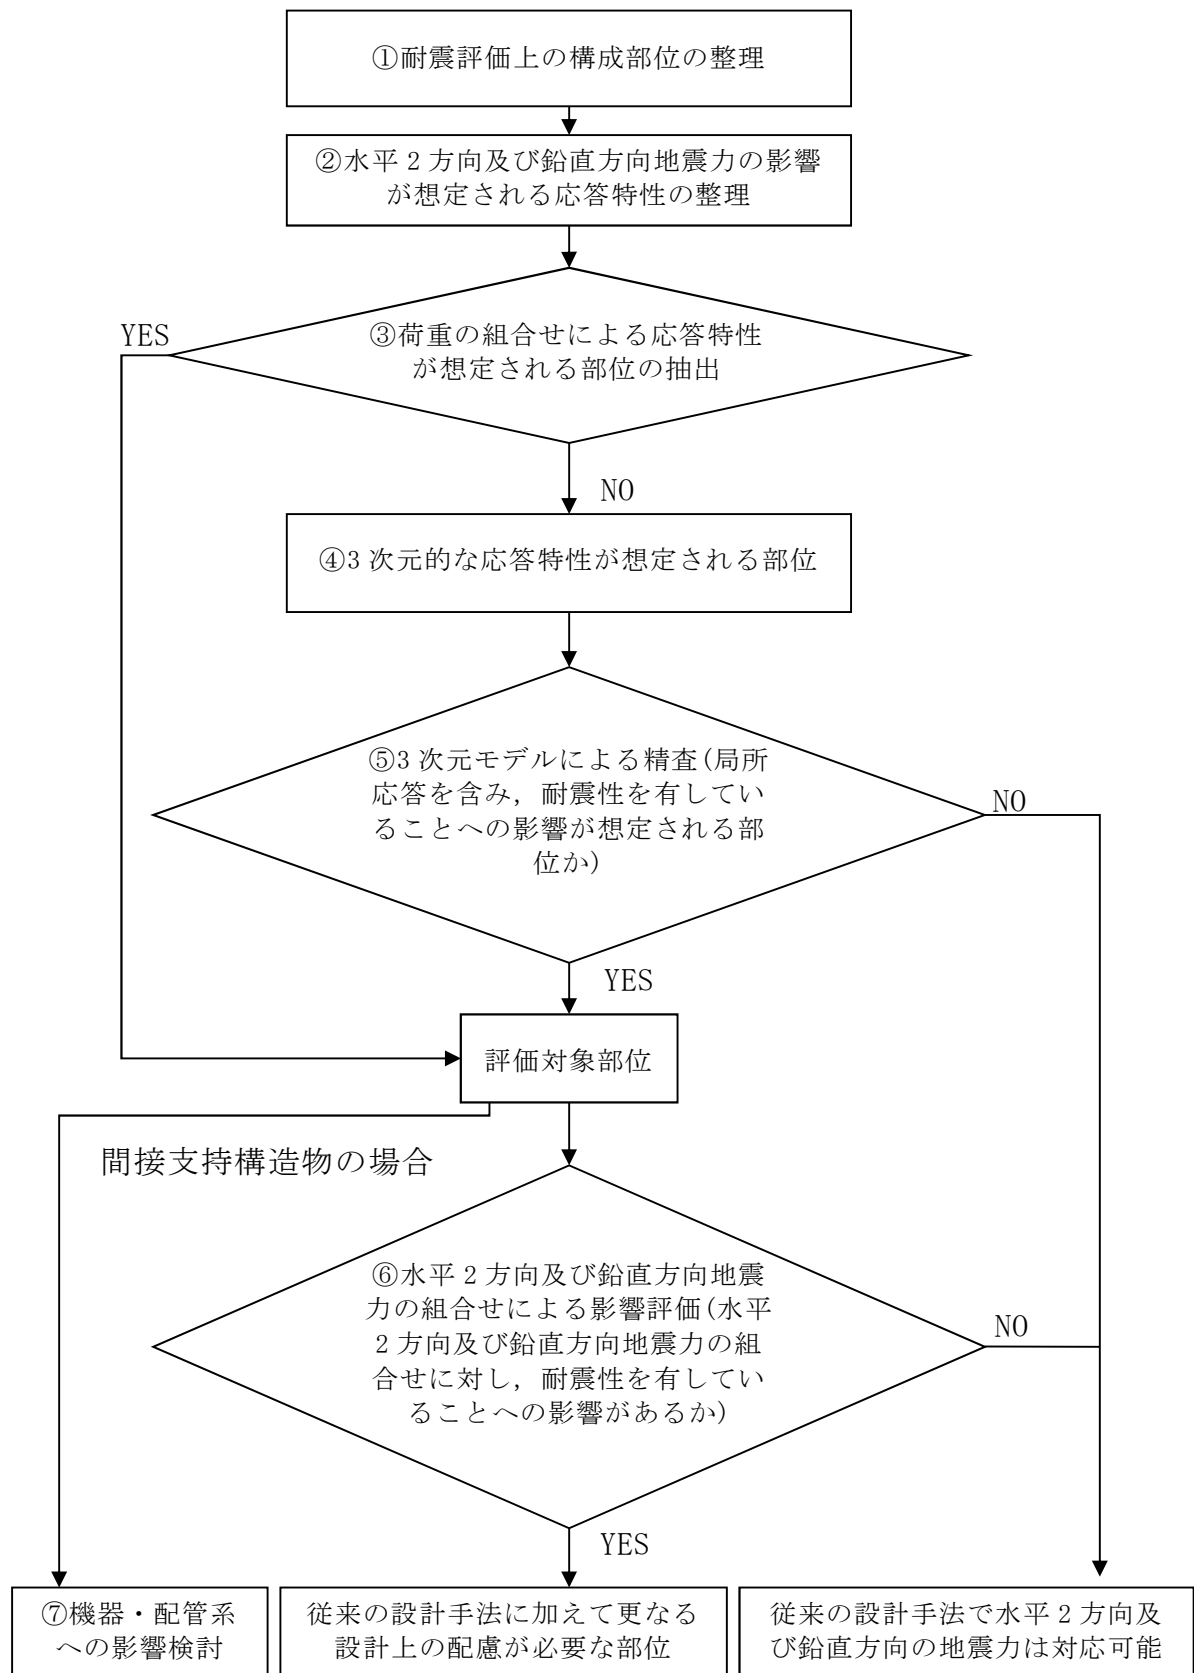 ①耐震評価上の構成部位の整理
②水平2方向及び鉛直方向地震力の影響
が想定される応答特性の整理
YES
③荷重の組合せによる応答特性
が想定される部位の抽出
NO
④3次元的な応答特性が想定される部位
⑤3次元モデルによる精査(局所
応答を含み，耐震性を有してい
ることへの影響が想定される部
位か)
NO
YES
評価対象部位
間接支持構造物の場合
⑥水平2方向及び鉛直方向地震
力の組合せによる影響評価(水平
2方向及び鉛直方向地震力の組
合せに対し，耐震性を有してい
ることへの影響があるか)
NO
YES
⑦機器・配管系
への影響検討
従来の設計手法に加えて更なる
設計上の配慮が必要な部位
従来の設計手法で水平2方向及
び鉛直方向の地震力は対応可能